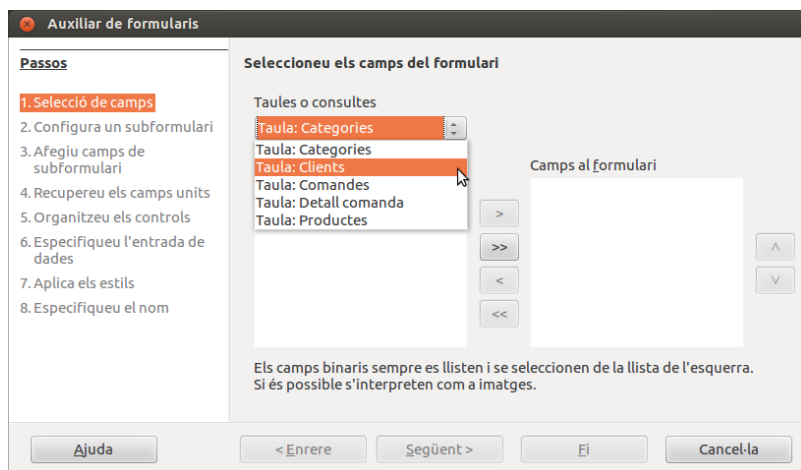 Auxiliar de formularis
Passos
1. Selecció de camps
2. Configura un subformulari
3. Afegiu camps de
subformulari
4. Recupereu els camps units
5. Organitzeu els controls
6. Especifiqueu l'entrada de
dades
7. Aplica els estils
8. Especifiqueu el nom
Seleccioneu els camps del formulari
Taules o consultes
Taula: Categories
Taula: Categories
Taula: Clients
Taula: Comandes
Taula: Detall comanda
Taula: Productes
Camps al formulari
>
>>
<
<<
Els camps binaris sempre es llisten i se seleccionen de la llista de l'esquerra.
Si és possible s'interpreten com a imatges.
Ajuda
< Enrere
Següent >
Fi
Cancel·la